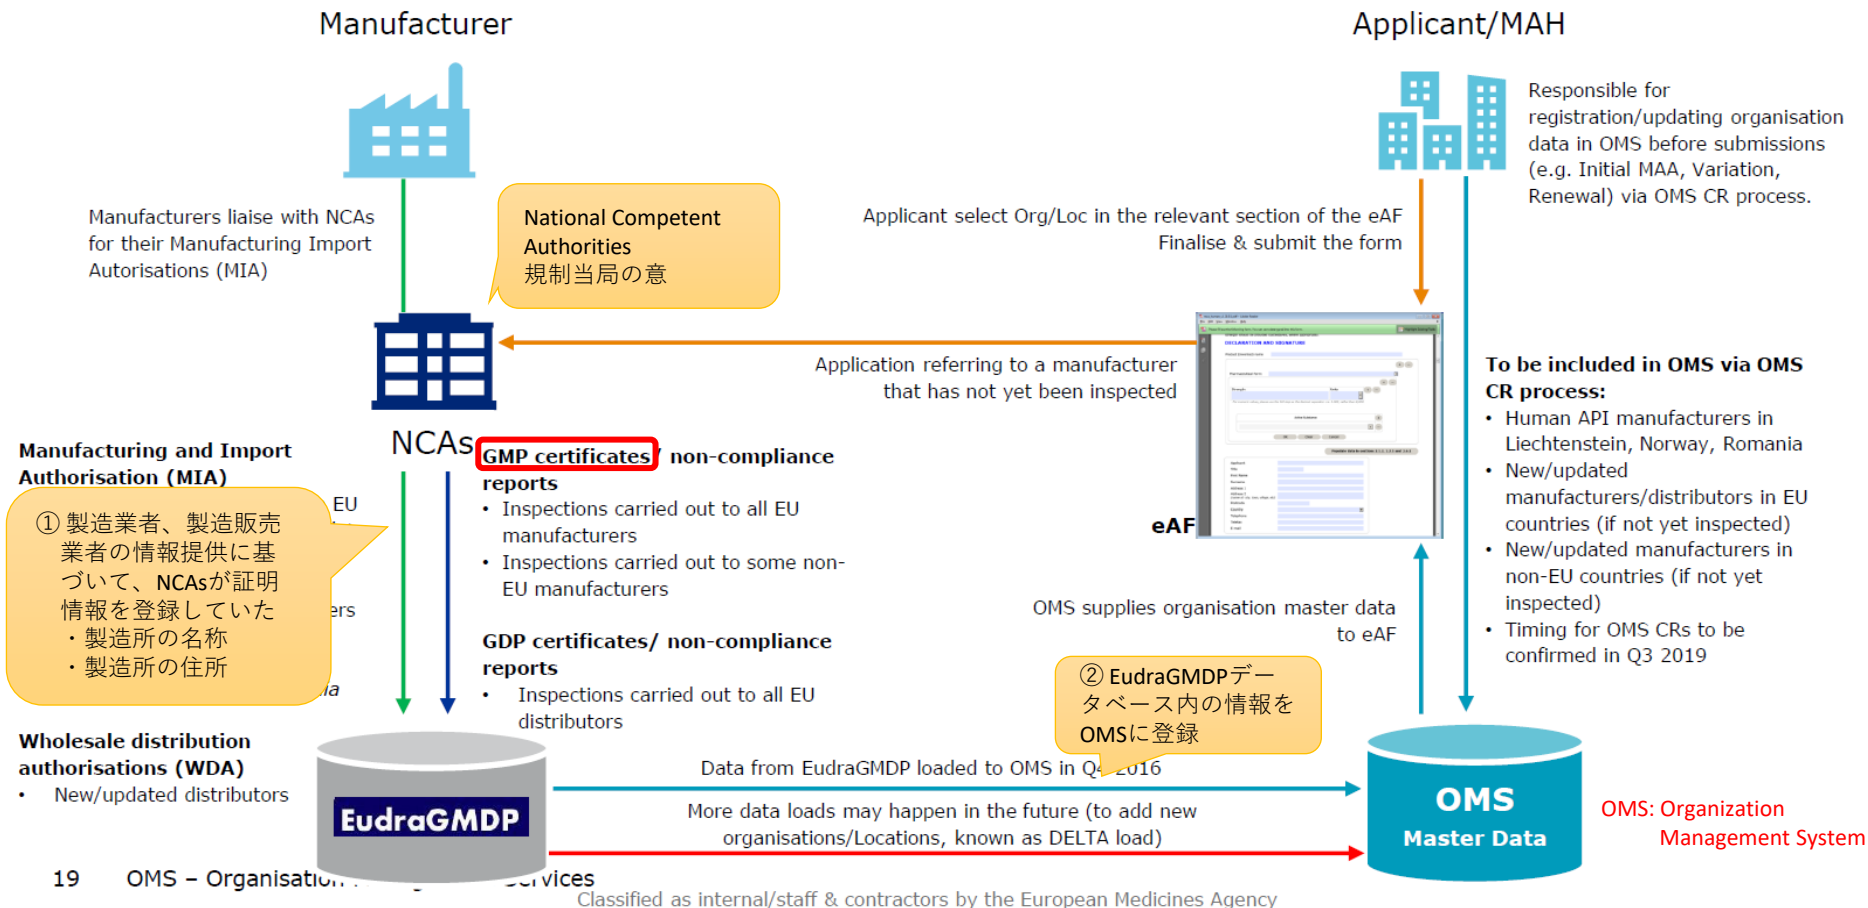 Manufacturer
Applicant/MAH
Responsible for
registration/updating organisation
data in OMS before submissions
(e.g. Initial MAA, Variation,
Renewal) via OMS CR process.
Manufacturers liaise with NCAs
for their Manufacturing Import
Autorisations (MIA)
National Competent
Authorities
規制当局の意
Applicant select Org/Loc in the relevant section of the eAF
Finalise & submit the form
Application referring to a manufacturer
that has not yet been inspected
DECLARATION AND SIGNATURE
eAF
To be included in OMS via OMS
CR process:
• Human API manufacturers in
Liechtenstein, Norway, Romania
• New/updated
manufacturers/distributors in EU
countries (if not yet inspected)
• New/updated manufacturers in
non-EU countries (if not yet
inspected)
• Timing for OMS CRs to be
confirmed in Q3 2019
NCAs
Manufacturing and Import
Authorisation (MIA)
EU
ers
ia
① 製造業者、製造販売
業者の情報提供に基
づいて、NCAsが証明
情報を登録していた
・製造所の名称
・製造所の住所
GMP certificates/ non-compliance
reports
• Inspections carried out to all EU
manufacturers
• Inspections carried out to some non-
EU manufacturers
GDP certificates/ non-compliance
reports
• Inspections carried out to all EU
distributors
OMS supplies organisation master data
to eAF
② EudraGMDPデー
タベース内の情報を
OMSに登録
Wholesale distribution
authorisations (WDA)
• New/updated distributors
EudraGMDP
Data from EudraGMDP loaded to OMS in Q4 2016
More data loads may happen in the future (to add new
organisations/Locations, known as DELTA load)
OMS
Master Data
OMS: Organization
Management System
19 OMS – Organisation Services
Classified as internal/staff & contractors by the European Medicines Agency